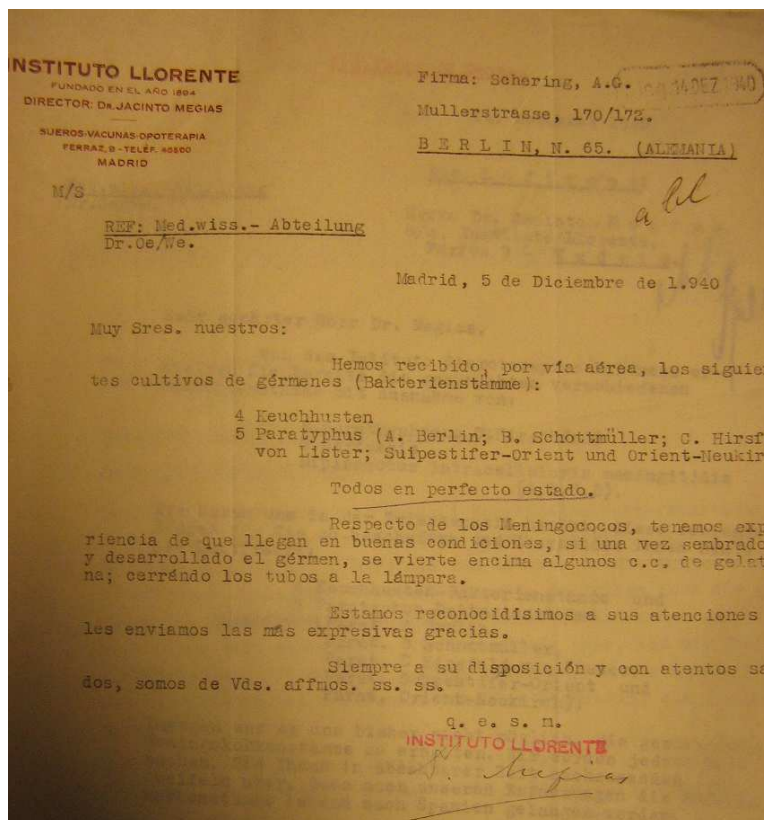 INSTITUTO LLORENTE
FUNDADO EN EL AÑO 1894
DIRECTOR: DR. JACINTO MEGIAS
SUEROS-VACUNAS-OPOTERAPIA
FERRAZ, 9 - TELÉF.
MADRID
Firma: Schering, A.G.
14 DEZ 1940
Mullerstrasse, 170/172.
BERLIN, N. 65. (ALEMANIA)
M/S
REF: Med.wiss.- Abteilung
Dr.Oe/We.
Madrid, 5 de Diciembre de 1.940
Muy Sres. nuestros:
Hemos recibido, por vía aérea, los siguie
tes cultivos de gérmenes (Bakterienstämme):
4 Keuchhusten
5 Paratyphus (A. Berlin; B. Schottmüller; C. Hirsf
von Lister; Suipestifer-Orient und Orient-Neukir
Todos en perfecto estado.
Respecto de los Meningococos, tenemos exp
riencia de que llegan en buenas condiciones, si una vez sembrado
y desarrollado el gérmen, se vierte encima algunos c.c. de gelat
na; cerrándo los tubos a la lámpara.
Estamos reconocidísimos a sus atenciones
les enviamos las más expresivas gracias.
Siempre a su disposición y con atentos sa
dos, somos de Vds. affmos. ss. ss.
q. e. s. m.
INSTITUTO LLORENTE
Megias